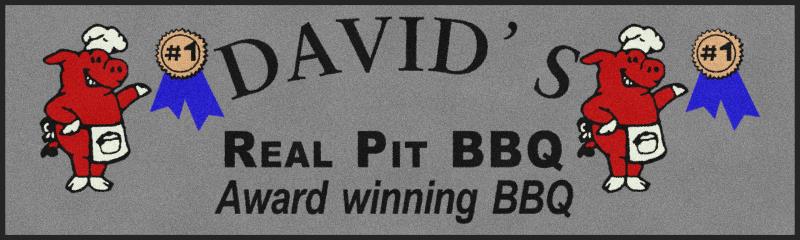 #1
DAVID'S
#1
REAL PIT BBQ
Award winning BBQ